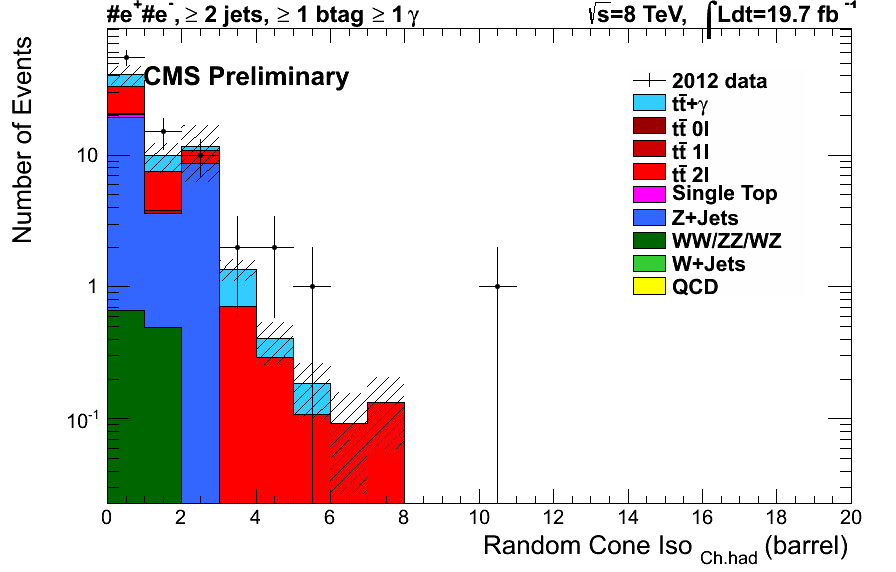 #e⁺#e⁻, ≥ 2 jets, ≥ 1 btag ≥ 1 γ
√s=8 TeV, ∫Ldt=19.7 fb⁻¹
CMS Preliminary
2012 data
tt̄+γ
tt̄ 0l
tt̄ 1l
tt̄ 2l
Single Top
Z+Jets
WW/ZZ/WZ
W+Jets
QCD
Number of Events
10
1
10⁻¹
0 2 4 6 8 10 12 14 16 18 20
Random Cone Iso Ch.had (barrel)